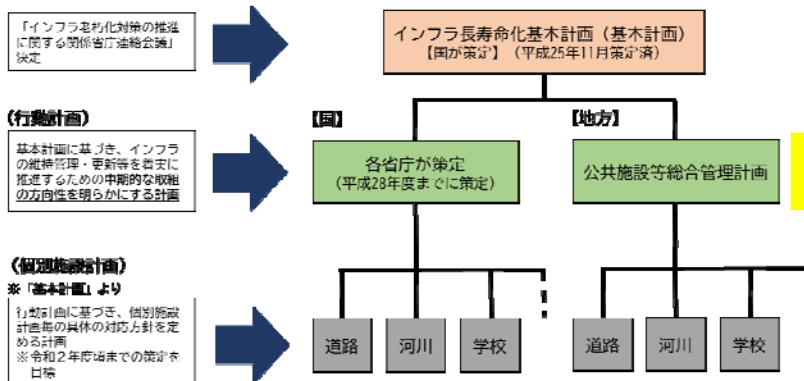 「インフラ老朽化対策の推進
に関する関係省庁連絡会議」
決定
インフラ長寿命化基本計画（基本計画）
【国が策定】（平成25年11月策定済）
（行動計画）
【国】
【地方】
基本計画に基づき、インフラ
の維持管理・更新等を着実に
推進するための中期的な取組
の方向性を明らかにする計画
各省庁が策定
（平成28年度までに策定）
公共施設等総合管理計画
（個別施設計画）
※「基本計画」より
行動計画に基づき、個別施設
計画毎の具体の対応方針を定
める計画
※令和２年度頃までの策定を
目標
道路
河川
学校
道路
河川
学校